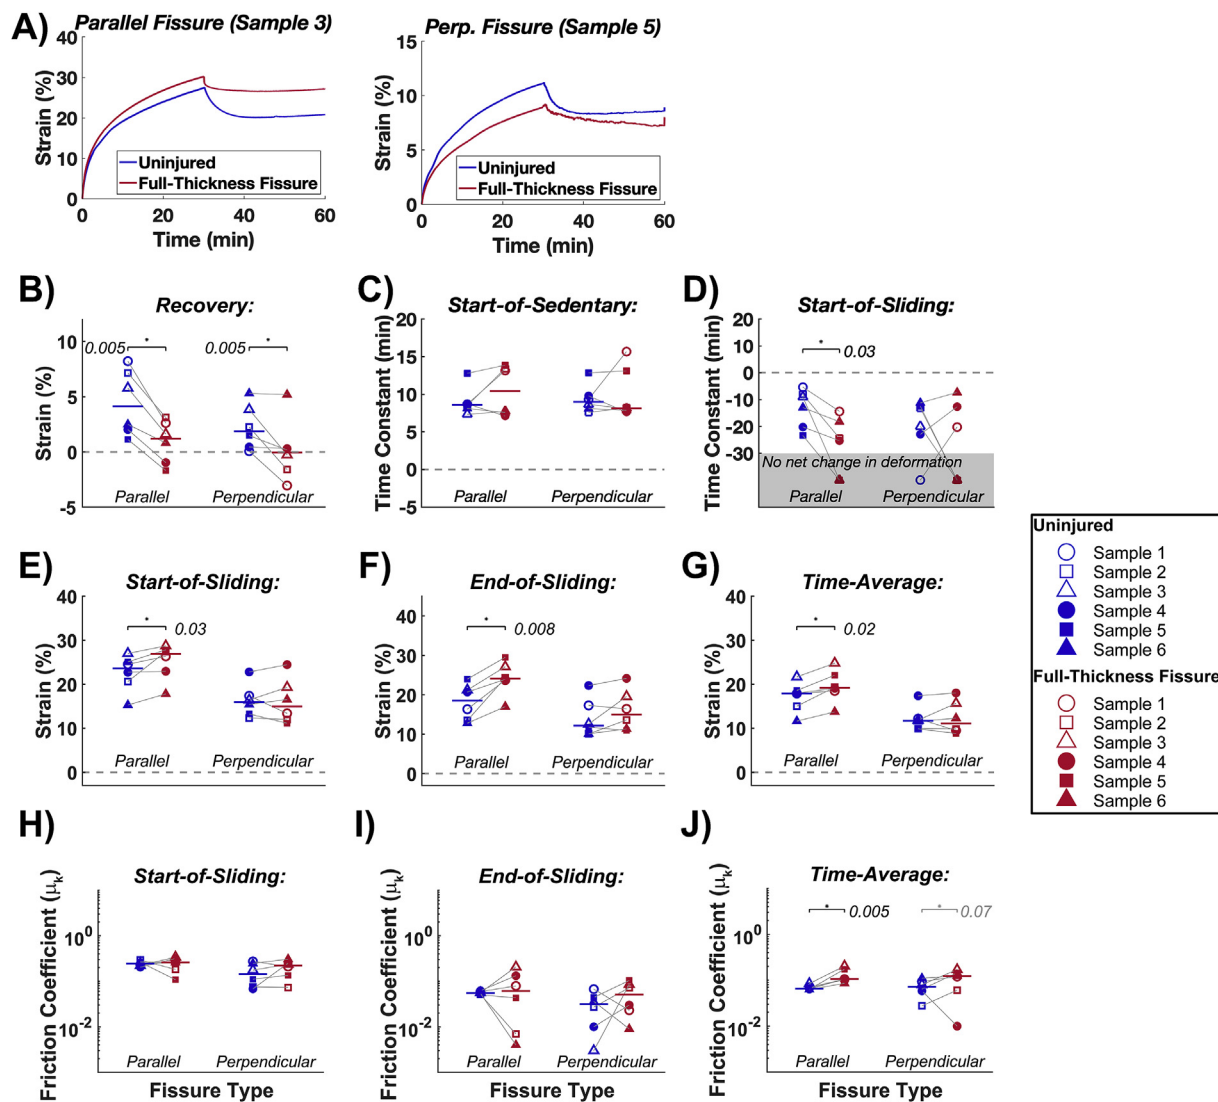 A)
Parallel Fissure (Sample 3)
Strain (%)
40
30
20
10
0
Uninjured
Full-Thickness Fissure
0
20
40
60
Time (min)
Perp. Fissure (Sample 5)
Strain (%)
15
10
5
0
Uninjured
Full-Thickness Fissure
0
20
40
60
Time (min)
B)
Recovery:
Strain (%)
10
5
0
-5
0.005
*
0.005
*
Parallel
Perpendicular
C)
Start-of-Sedentary:
Time Constant (min)
20
15
10
5
0
-5
Parallel
Perpendicular
D)
Start-of-Sliding:
Time Constant (min)
20
10
0
-10
-20
-30
*
0.03
No net change in deformation
Parallel
Perpendicular
E)
Start-of-Sliding:
Strain (%)
40
30
20
10
0
*
0.03
Parallel
Perpendicular
F)
End-of-Sliding:
Strain (%)
40
30
20
10
0
*
0.008
Parallel
Perpendicular
G)
Time-Average:
Strain (%)
40
30
20
10
0
*
0.02
Parallel
Perpendicular
Uninjured
Sample 1
Sample 2
Sample 3
Sample 4
Sample 5
Sample 6
Full-Thickness Fissure
Sample 1
Sample 2
Sample 3
Sample 4
Sample 5
Sample 6
H)
Start-of-Sliding:
Friction Coefficient (μk)
10^0
10^-2
Parallel
Perpendicular
Fissure Type
I)
End-of-Sliding:
Friction Coefficient (μk)
10^0
10^-2
Parallel
Perpendicular
Fissure Type
J)
Time-Average:
Friction Coefficient (μk)
10^0
10^-2
*
0.005
*
0.07
Parallel
Perpendicular
Fissure Type